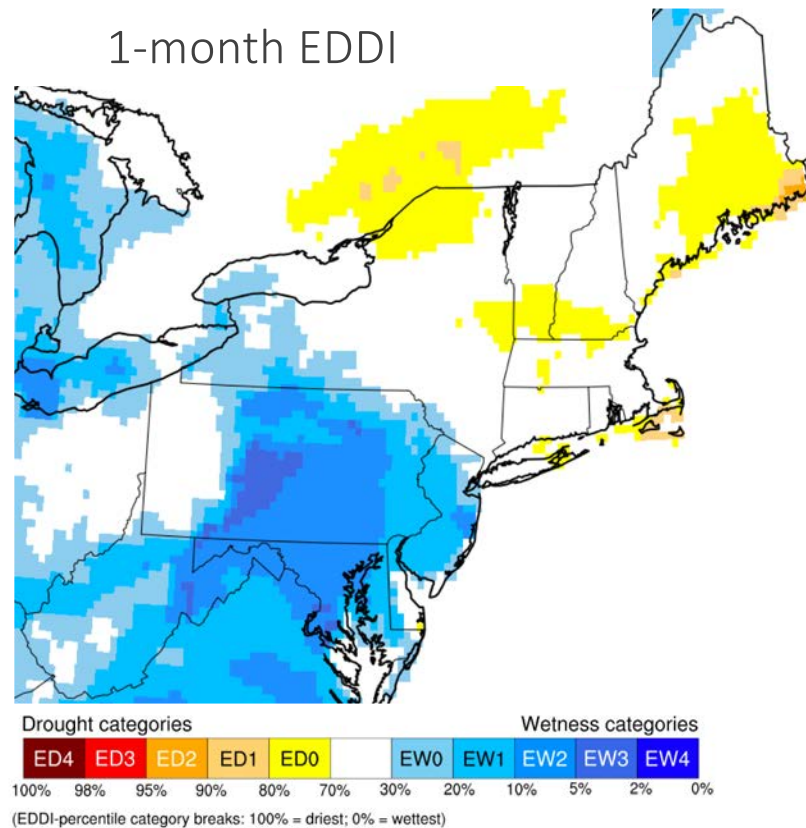 1-month EDDI
Drought categories Wetness categories
ED4 ED3 ED2 ED1 ED0 EW0 EW1 EW2 EW3 EW4
100% 98% 95% 90% 80% 70% 30% 20% 10% 5% 2% 0%
(EDDI-percentile category breaks: 100% = driest; 0% = wettest)